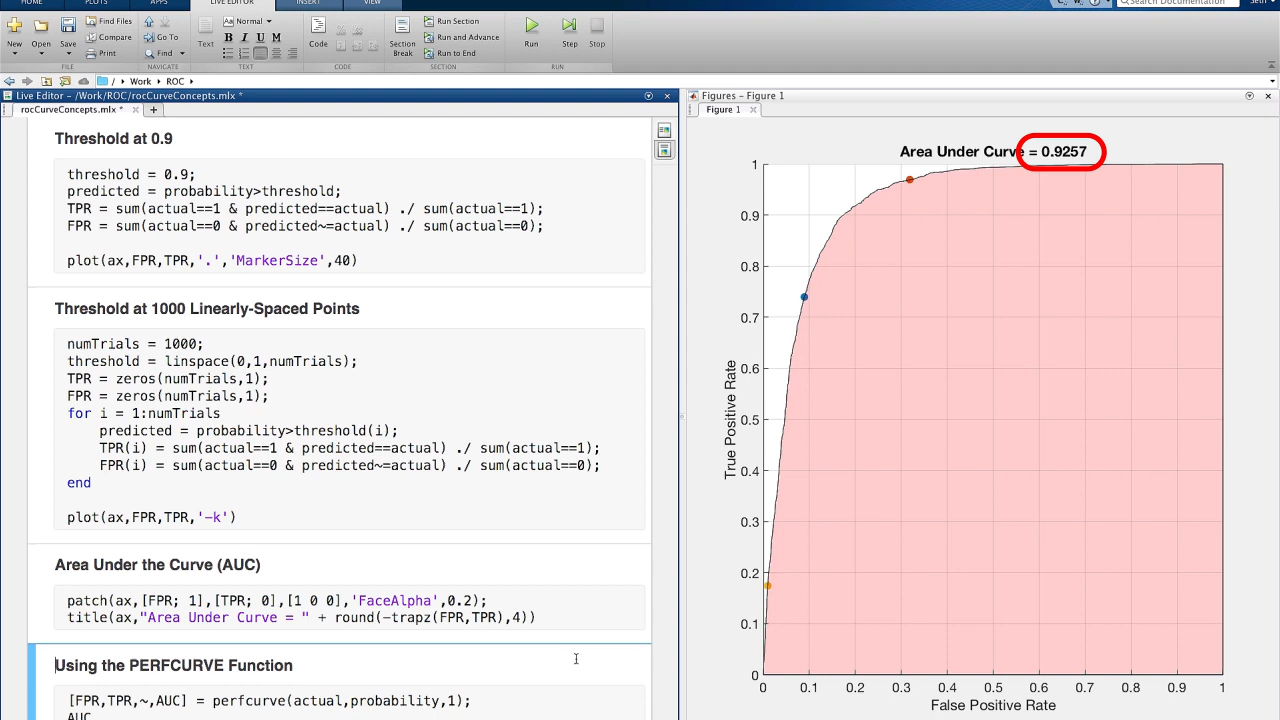 HOME PLOTS APPS LIVE EDITOR INSERT VIEW
Search Documentation
New Open Save
Find Files
Compare
Print
Go To
Find
Text
Normal
B I U M
Code
Section Break
Run Section
Run and Advance
Run to End
Run Step Stop
FILE NAVIGATE TEXT CODE SECTION RUN
/ Work ROC
Live Editor – /Work/ROC/rocCurveConcepts.mlx *
rocCurveConcepts.mlx *
Threshold at 0.9
threshold = 0.9;
predicted = probability>threshold;
TPR = sum(actual==1 & predicted==actual) ./ sum(actual==1);
FPR = sum(actual==0 & predicted~=actual) ./ sum(actual==0);
plot(ax,FPR,TPR,'.','MarkerSize',40)
Threshold at 1000 Linearly-Spaced Points
numTrials = 1000;
threshold = linspace(0,1,numTrials);
TPR = zeros(numTrials,1);
FPR = zeros(numTrials,1);
for i = 1:numTrials
predicted = probability>threshold(i);
TPR(i) = sum(actual==1 & predicted==actual) ./ sum(actual==1);
FPR(i) = sum(actual==0 & predicted~=actual) ./ sum(actual==0);
end
plot(ax,FPR,TPR,'-k')
Area Under the Curve (AUC)
patch(ax,[FPR; 1],[TPR; 0],[1 0 0],'FaceAlpha',0.2);
title(ax,"Area Under Curve = " + round(-trapz(FPR,TPR),4))
Using the PERFCURVE Function
[FPR,TPR,~,AUC] = perfcurve(actual,probability,1);
AUC
Figures – Figure 1
Figure 1
Area Under Curve = 0.9257
1
0.9
0.8
0.7
0.6
0.5
0.4
0.3
0.2
0.1
0
True Positive Rate
0 0.1 0.2 0.3 0.4 0.5 0.6 0.7 0.8 0.9 1
False Positive Rate